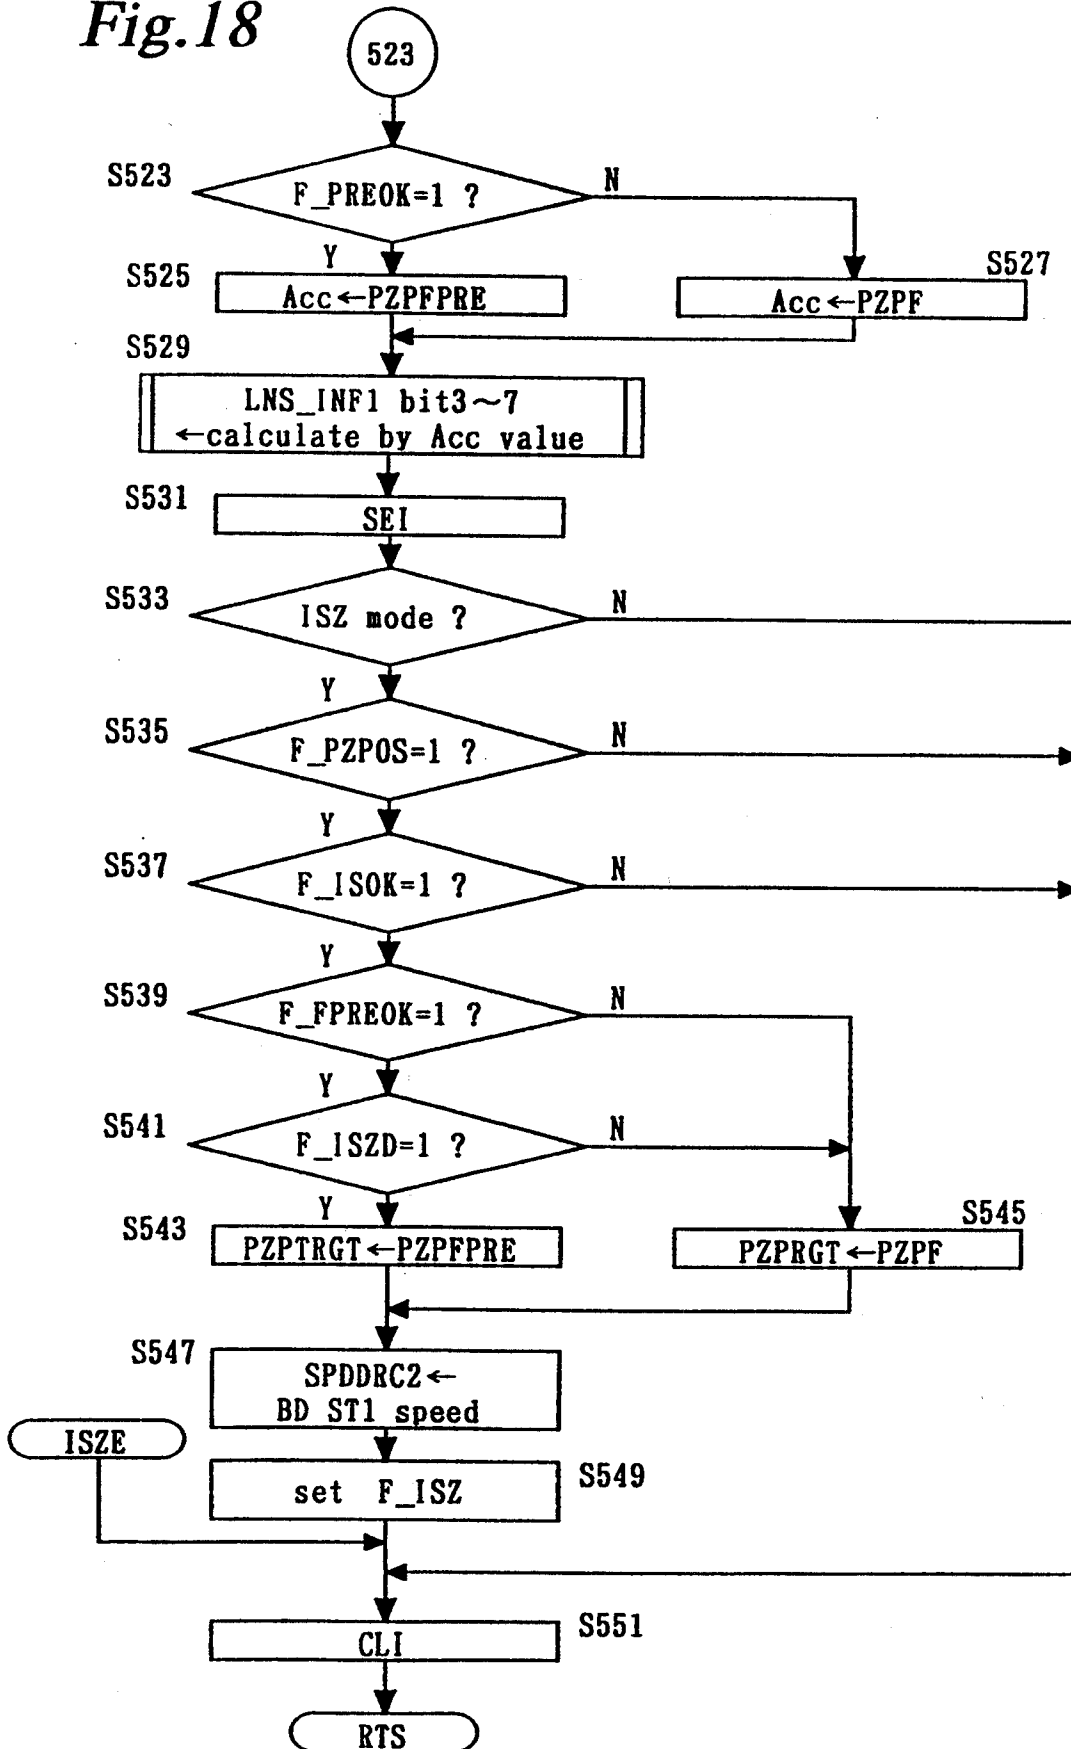 Fig.18
523
S523
F_PREOK=1 ?
N
Y
S525
Acc←PZPFPRE
S527
Acc←PZPF
S529
LNS_INF1 bit3～7
←calculate by Acc value
S531
SEI
S533
ISZ mode ?
N
Y
S535
F_PZPOS=1 ?
N
Y
S537
F_ISOK=1 ?
N
Y
S539
F_FPREOK=1 ?
N
Y
S541
F_ISZD=1 ?
N
Y
S543
PZPTRGT←PZPFPRE
S545
PZPRGT←PZPF
S547
SPDDRC2←
BD ST1 speed
ISZE
set F_ISZ
S549
S551
CLI
RTS